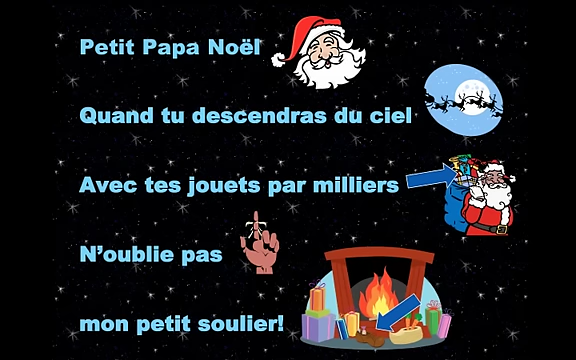 Petit Papa Noël
Quand tu descendras du ciel
Avec tes jouets par milliers
N’oublie pas
mon petit soulier!